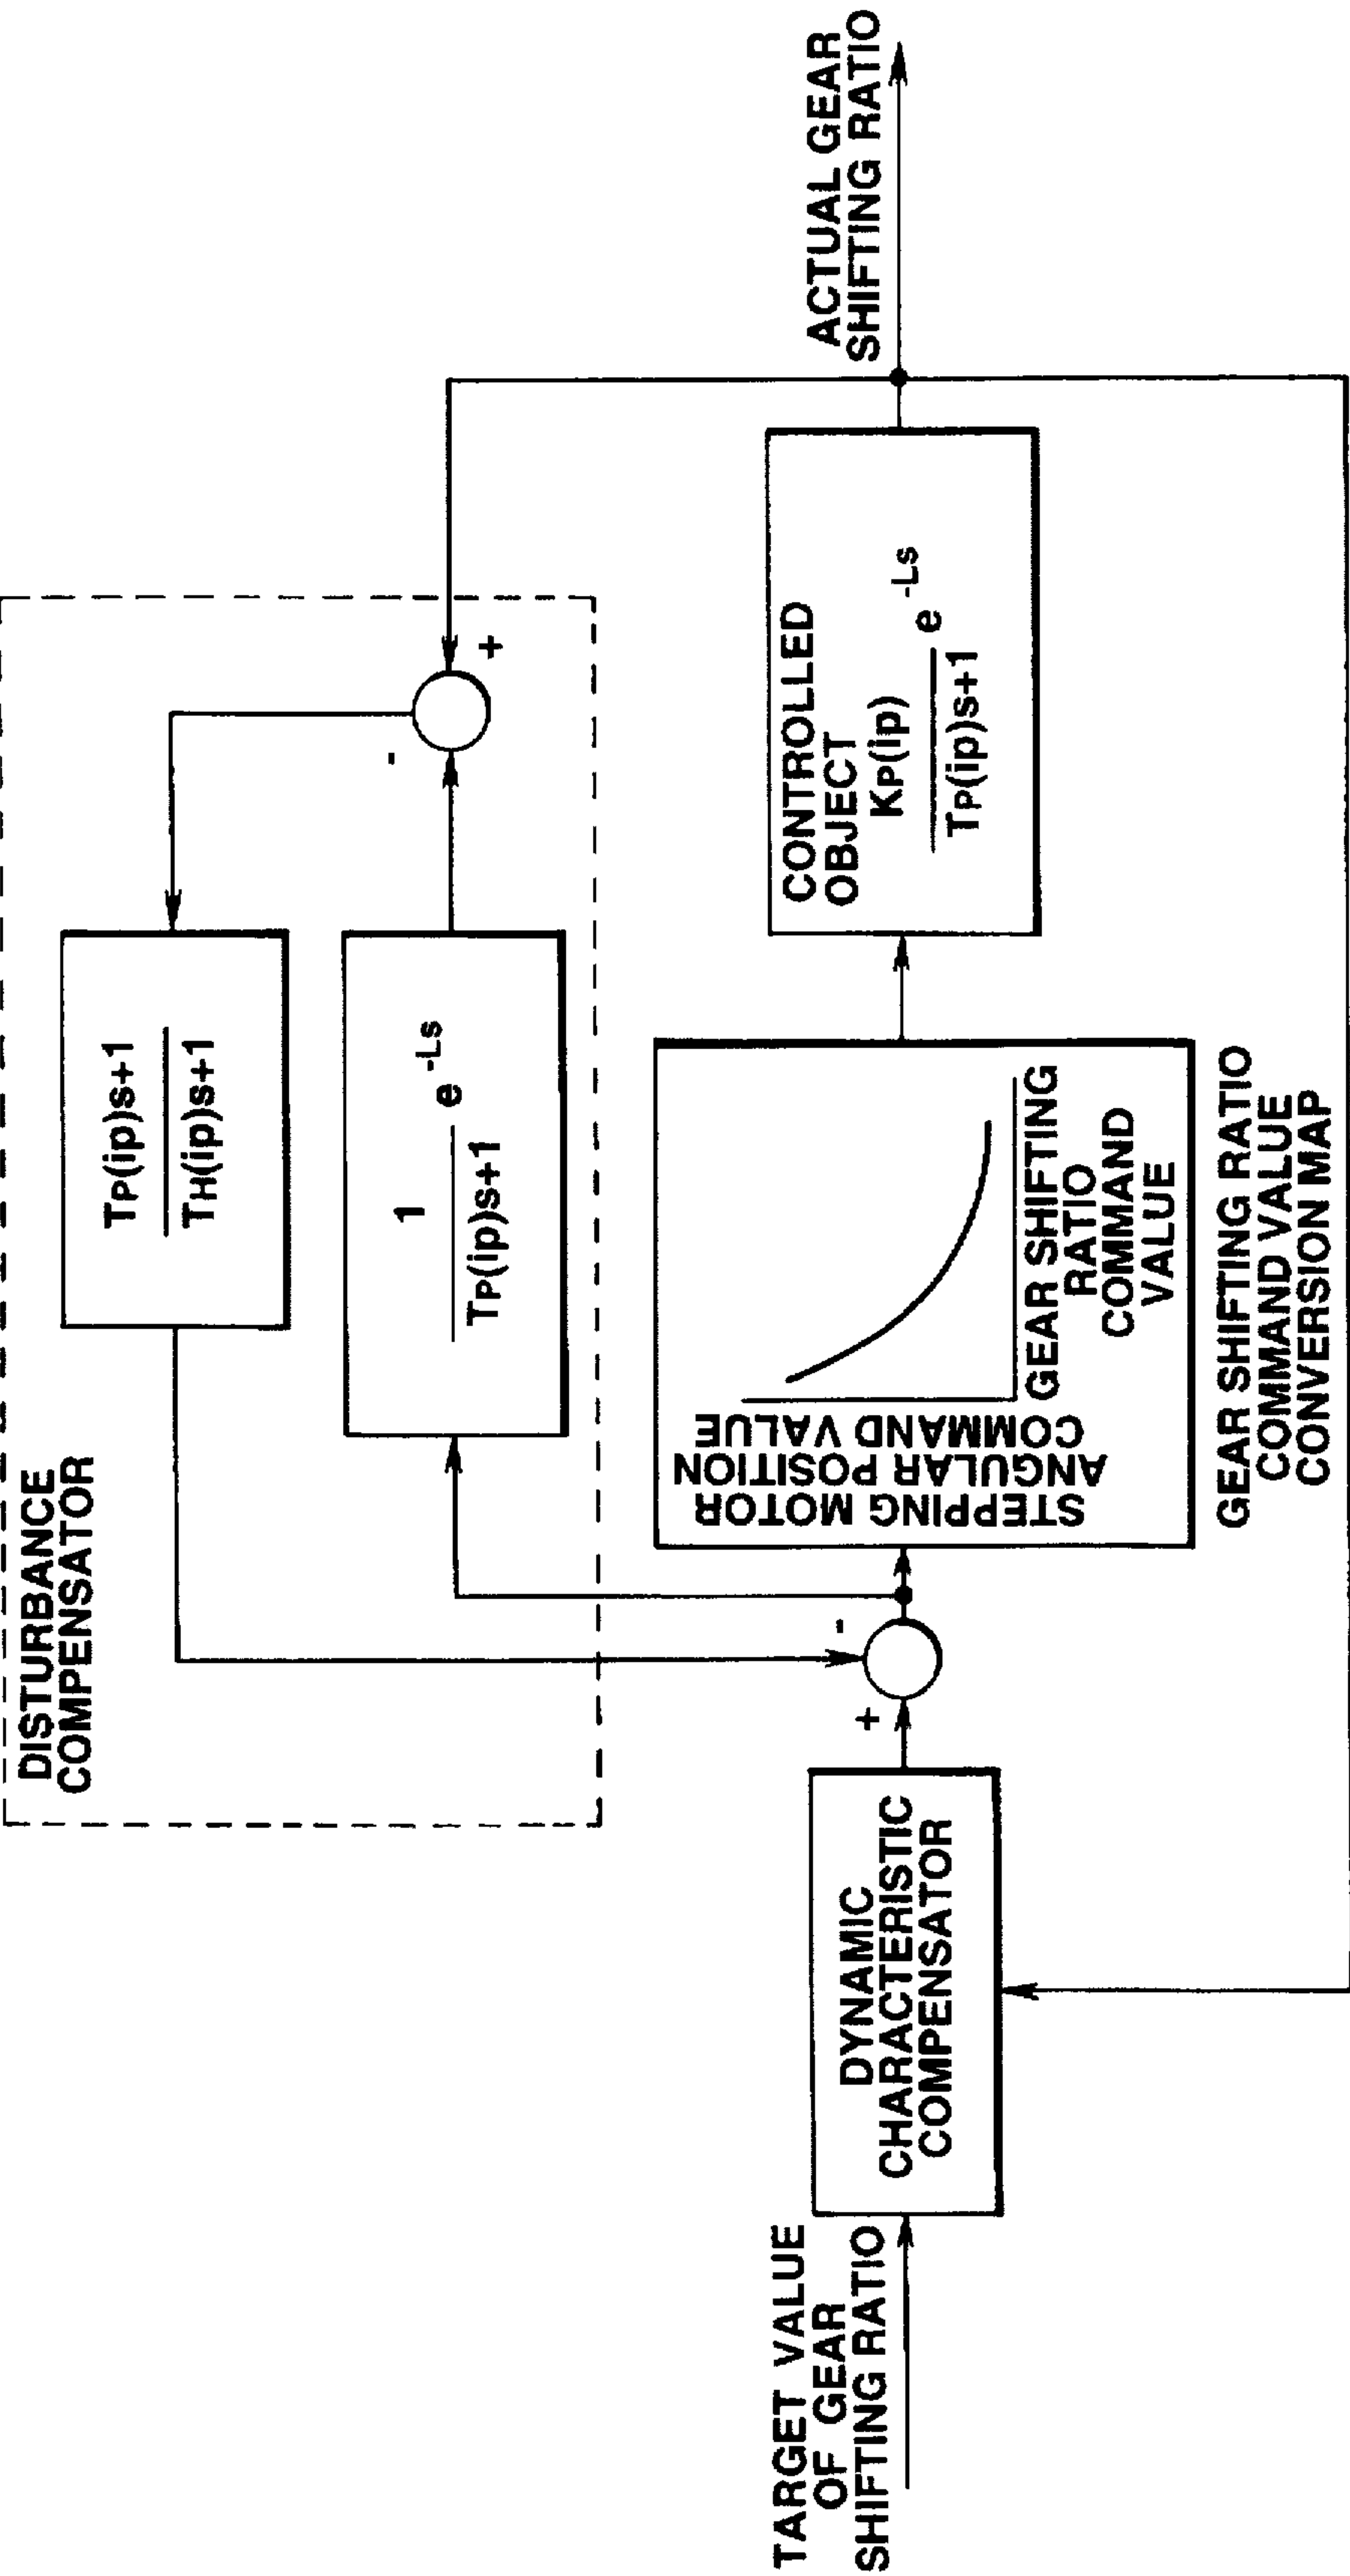 DISTURBANCE
COMPENSATOR
TP(ip)s+1
TH(ip)s+1
1
TP(ip)s+1
e
-Ls
-
+
TARGET VALUE
OF GEAR
SHIFTING RATIO
DYNAMIC
CHARACTERISTIC
COMPENSATOR
+
-
STEPPING MOTOR
ANGULAR POSITION
COMMAND VALUE
GEAR SHIFTING
RATIO
COMMAND
VALUE
GEAR SHIFTING RATIO
COMMAND VALUE
CONVERSION MAP
CONTROLLED
OBJECT
KP(ip)
TP(ip)s+1
e
-Ls
ACTUAL GEAR
SHIFTING RATIO